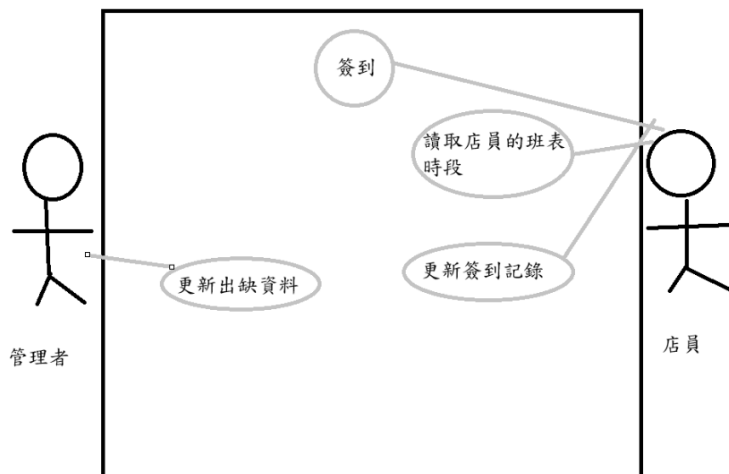 簽到
讀取店員的班表
時段
更新簽到記錄
更新出缺資料
管理者
店員